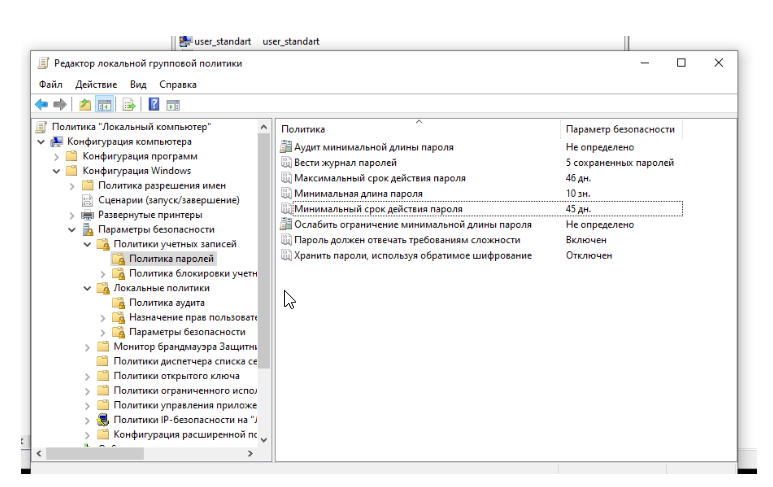 user_standart user_standart
Редактор локальной групповой политики
Файл Действие Вид Справка
Политика "Локальный компьютер"
Конфигурация компьютера
Конфигурация программ
Конфигурация Windows
Политика разрешения имен
Сценарии (запуск/завершение)
Развернутые принтеры
Параметры безопасности
Политики учетных записей
Политика паролей
Политика блокировки учетн
Локальные политики
Политика аудита
Назначение прав пользовате
Параметры безопасности
Монитор брандмауэра Защитни
Политики диспетчера списка се
Политики открытого ключа
Политики ограниченного испол
Политики управления приложе
Политики IP-безопасности на "Л
Конфигурация расширенной по
Политика Параметр безопасности
Аудит минимальной длины пароля Не определено
Вести журнал паролей 5 сохраненных паролей
Максимальный срок действия пароля 46 дн.
Минимальная длина пароля 10 зн.
Минимальный срок действия пароля 45 дн.
Ослабить ограничение минимальной длины пароля Не определено
Пароль должен отвечать требованиям сложности Включен
Хранить пароли, используя обратимое шифрование Отключен